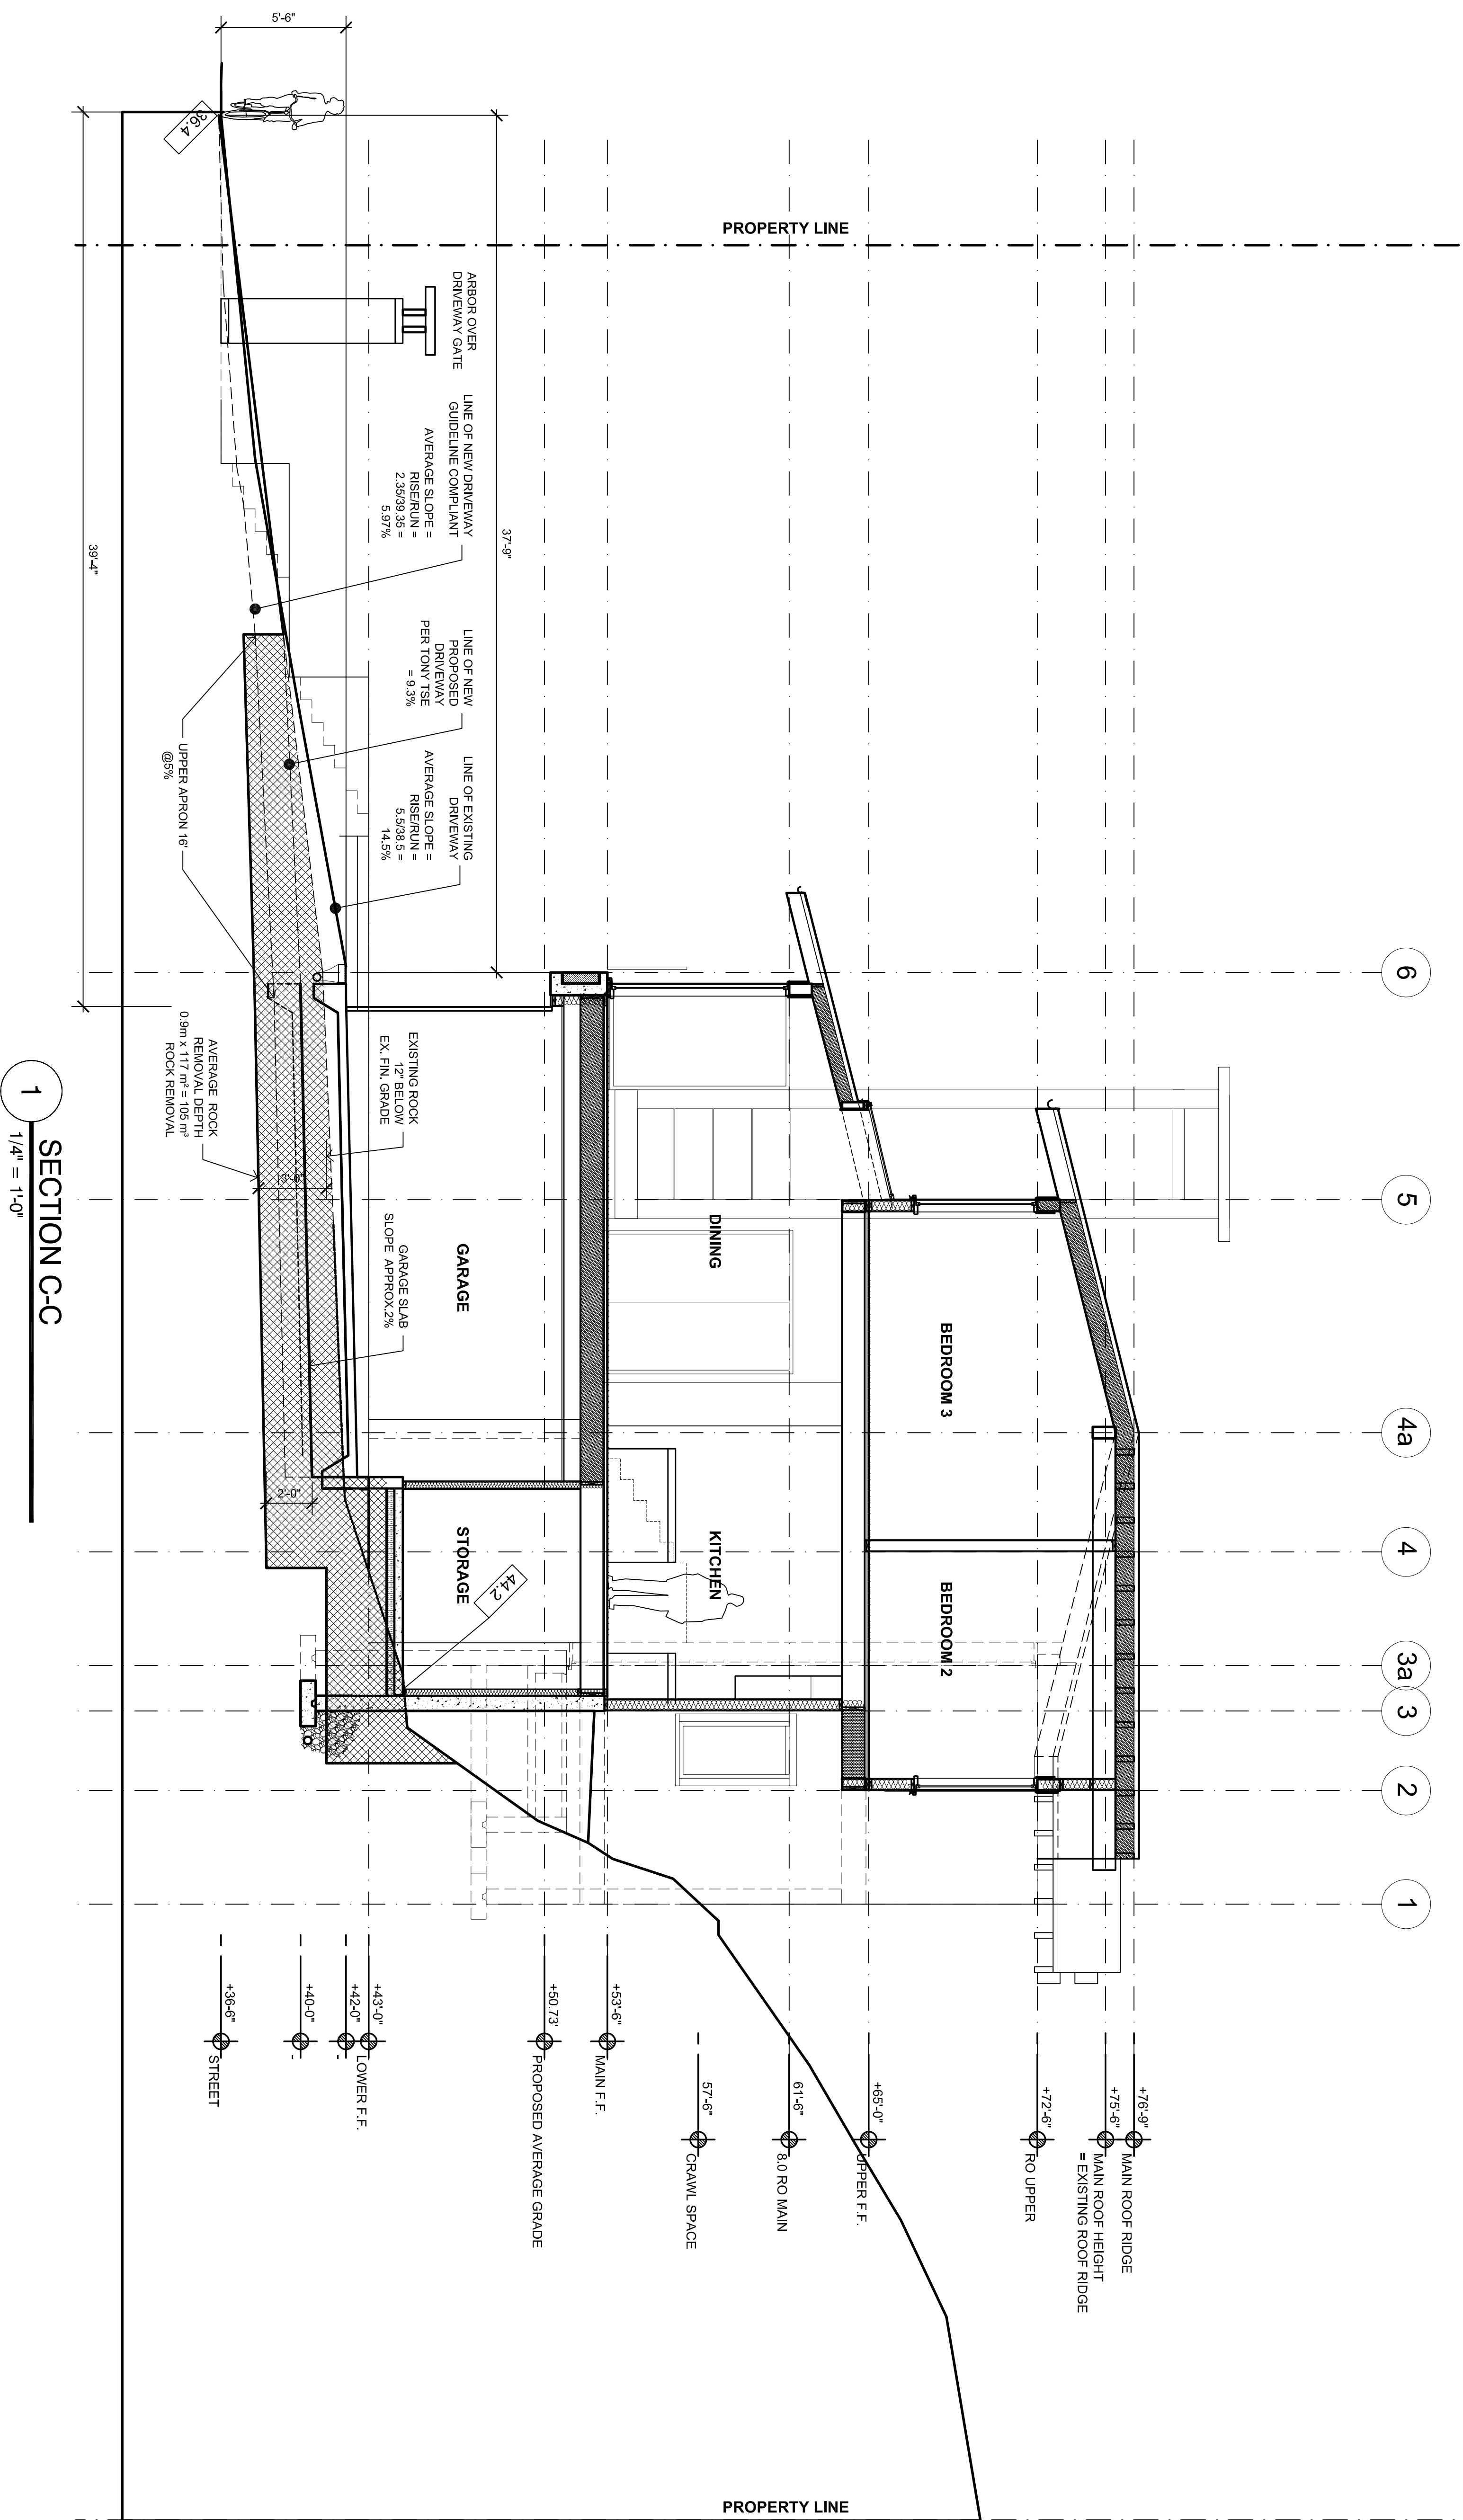 6
5
4a
4
3a
3
2
1
PROPERTY LINE
PROPERTY LINE
+76'-9"
MAIN ROOF RIDGE
+75'-6"
MAIN ROOF HEIGHT
= EXISTING ROOF RIDGE
+72'-6"
RO UPPER
+65'-0"
UPPER F.F.
61'-6"
8.0 RO MAIN
57'-6"
CRAWL SPACE
+53'-6"
MAIN F.F.
+50.73'
PROPOSED AVERAGE GRADE
+43'-0"
LOWER F.F.
+42-0"
-
+40-0"
-
+36-6"
STREET
BEDROOM 3
BEDROOM 2
DINING
KITCHEN
GARAGE
STORAGE
44.2
36.4
5'-6"
37'-9"
39'-4"
ARBOR OVER
DRIVEWAY GATE
LINE OF NEW DRIVEWAY
GUIDELINE COMPLIANT
AVERAGE SLOPE =
RISE/RUN =
2.35/39.35 =
5.97%
LINE OF NEW
PROPOSED
DRIVEWAY
PER TONY TSE
= 9.3%
LINE OF EXISTING
DRIVEWAY
AVERAGE SLOPE =
RISE/RUN =
5.5/38.5 =
14.5%
EXISTING ROCK
12" BELOW
EX. FIN. GRADE
GARAGE SLAB
SLOPE APPROX.2%
UPPER APRON 16'
@5%
2'-0"
AVERAGE ROCK
REMOVAL DEPTH
0.9m x 117 m² = 105 m³
ROCK REMOVAL
1
SECTION C-C
1/4" = 1'-0"